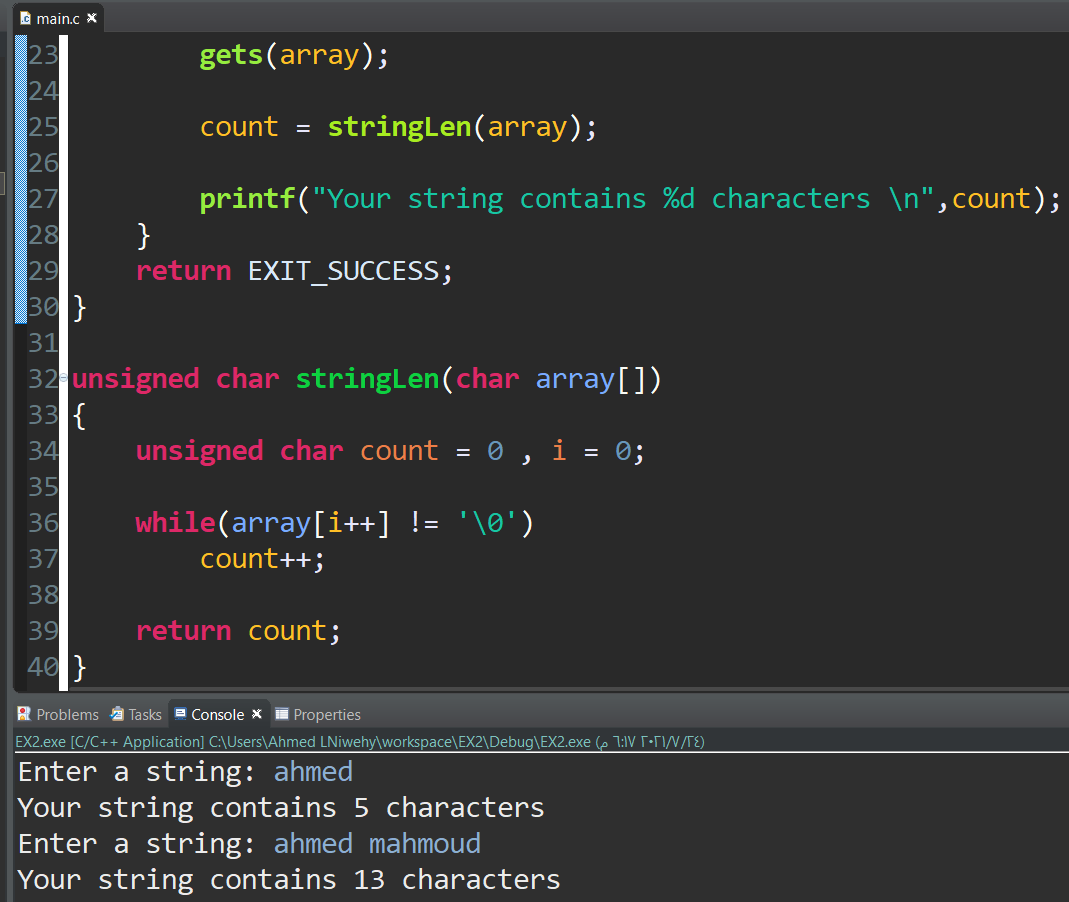 main.c
23 gets(array);
24
25 count = stringLen(array);
26
27 printf("Your string contains %d characters \n",count);
28 }
29 return EXIT_SUCCESS;
30 }
31
32 unsigned char stringLen(char array[])
33 {
34 unsigned char count = 0 , i = 0;
35
36 while(array[i++] != '\0')
37 count++;
38
39 return count;
40 }
Problems Tasks Console Properties
EX2.exe [C/C++ Application] C:\Users\Ahmed LNiwehy\workspace\EX2\Debug\EX2.exe (م ٦:١٧ ٢٠٢١/٧/٢٤)
Enter a string: ahmed
Your string contains 5 characters
Enter a string: ahmed mahmoud
Your string contains 13 characters